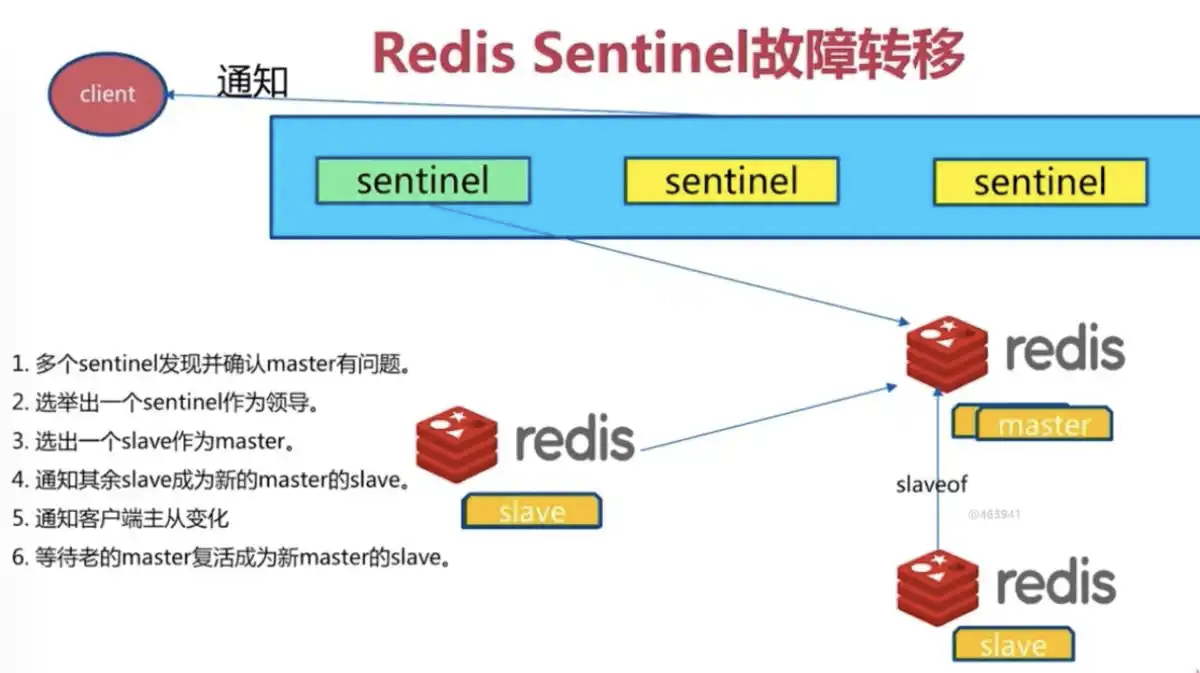 Redis Sentinel故障转移
client
通知
sentinel
sentinel
sentinel
redis
master
1. 多个sentinel发现并确认master有问题。
2. 选举出一个sentinel作为领导。
3. 选出一个slave作为master。
4. 通知其余slave成为新的master的slave。
5. 通知客户端主从变化
6. 等待老的master复活成为新master的slave。
redis
slave
slaveof
@465941
redis
slave